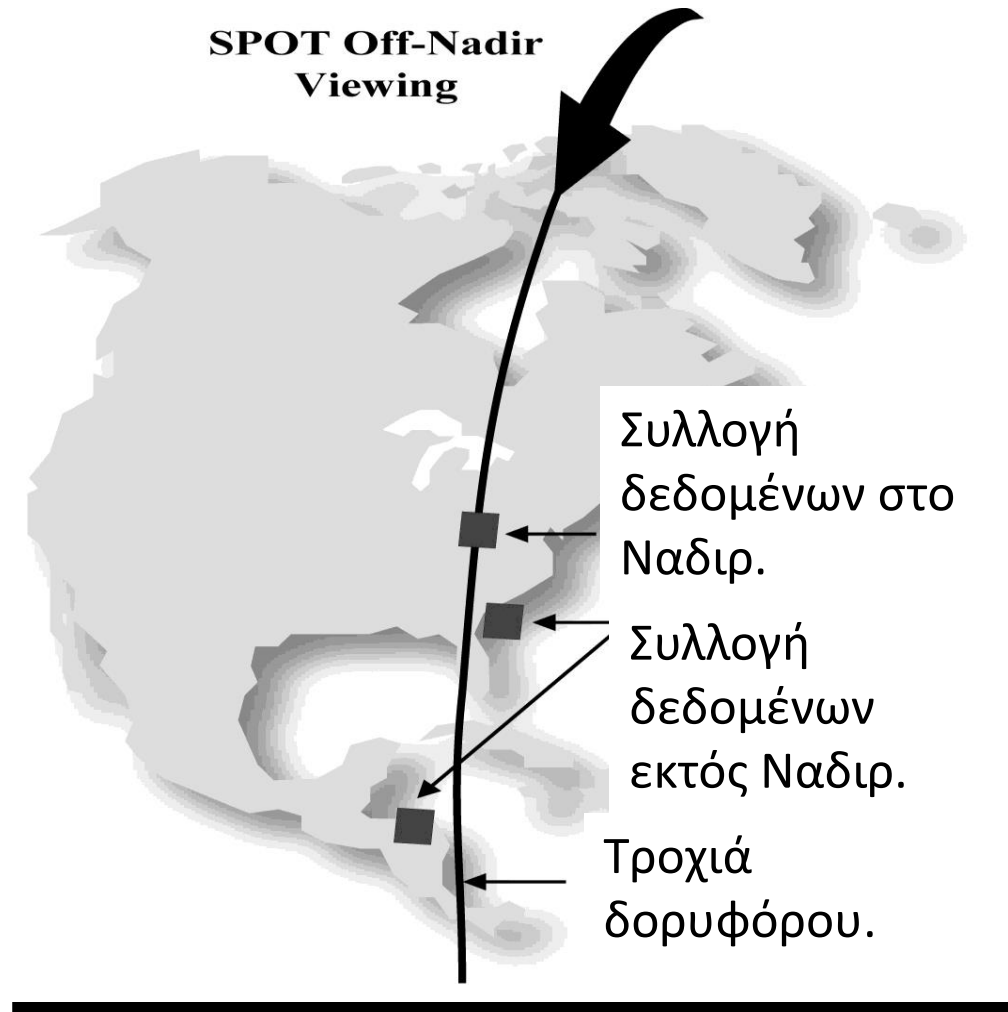 SPOT Off-Nadir
Viewing
Συλλογή
δεδομένων στο
Ναδιρ.
Συλλογή
δεδομένων
εκτός Ναδιρ.
Τροχιά
δορυφόρου.